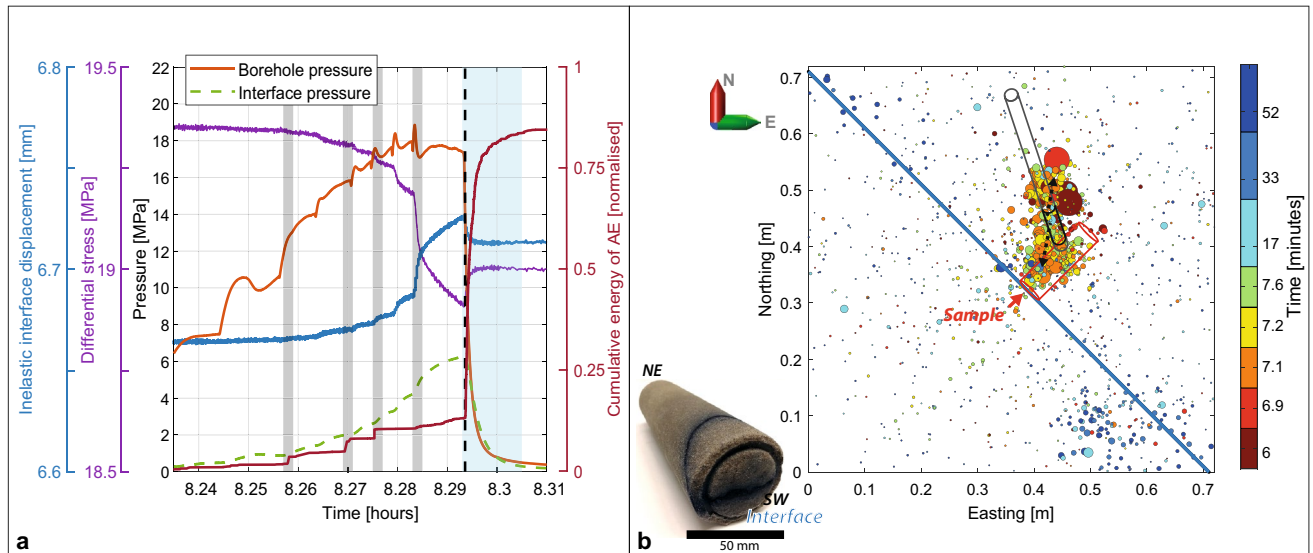 Borehole pressure
Interface pressure
Inelastic interface displacement [mm]
6.8
6.7
6.6
Differential stress [MPa]
19.5
19
18.5
Pressure [MPa]
22
20
18
16
14
12
10
8
6
4
2
0
8.24
8.25
8.26
8.27
8.28
8.29
8.30
8.31
Time [hours]
1
0.75
0.5
0.25
0
Cumulative energy of AE [normalised]
a
N
E
Northing [m]
0.7
0.6
0.5
0.4
0.3
0.2
0.1
0
0
0.1
0.2
0.3
0.4
0.5
0.6
0.7
Easting [m]
Sample
NE
SW
Interface
50 mm
52
33
17
7.6
7.2
7.1
6.9
6
Time [minutes]
b